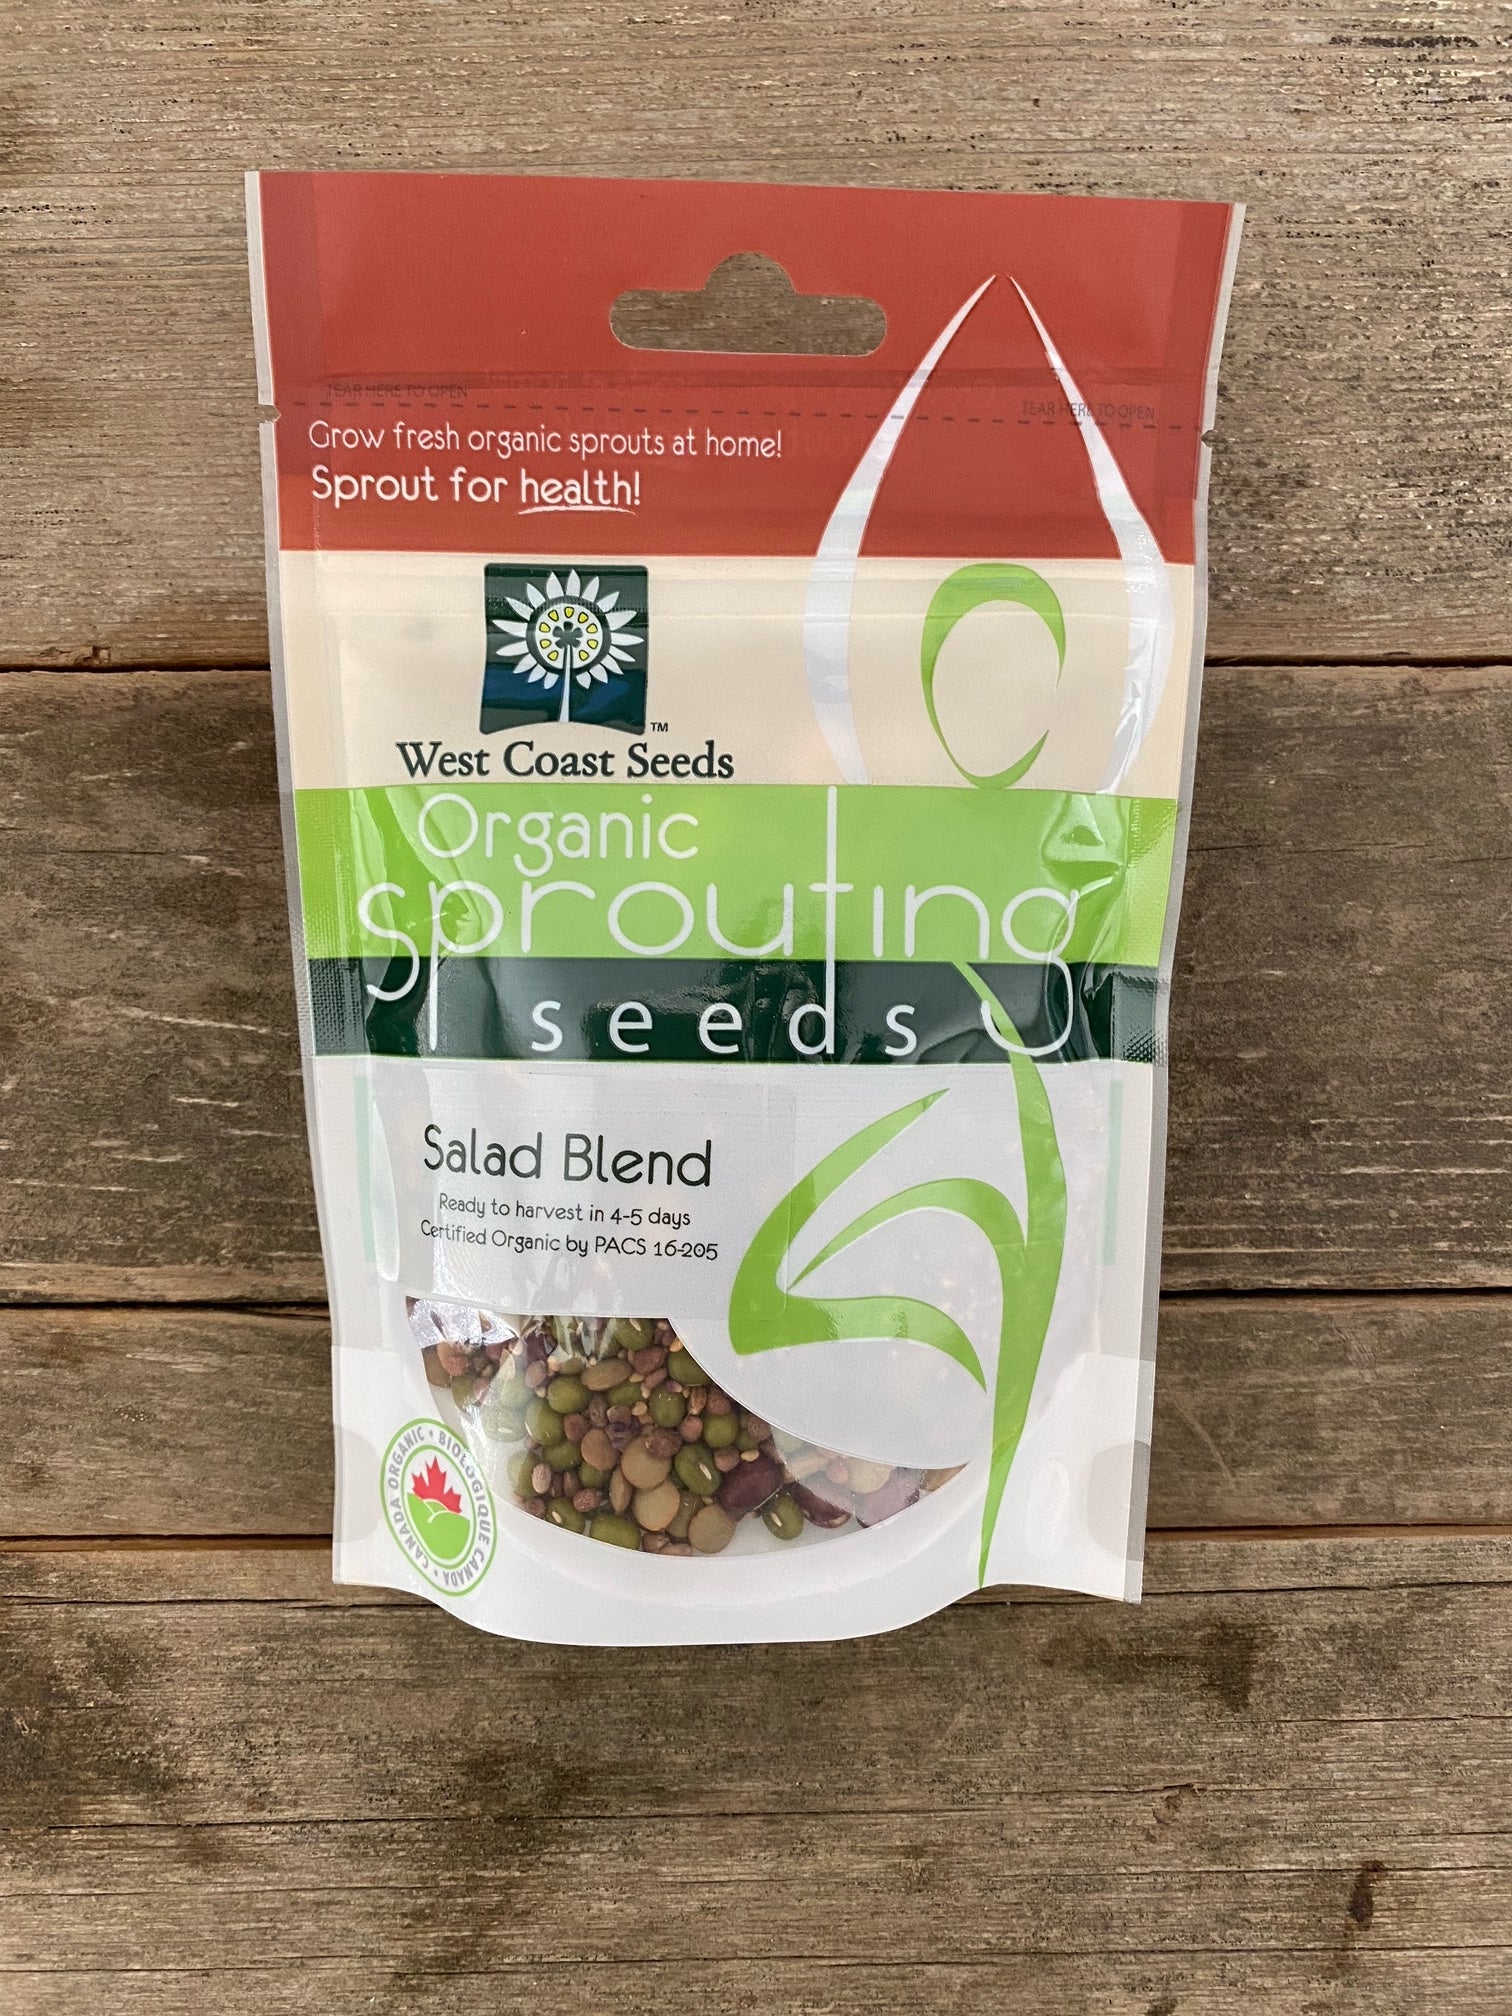 TEAR HERE TO OPEN
TEAR HERE TO OPEN
Grow fresh organic sprouts at home!
Sprout for health!
TM
West Coast Seeds
Organic
sprouting
seeds
Salad Blend
Ready to harvest in 4-5 days
Certified Organic by PACS 16-205
CANADA ORGANIC • BIOLOGIQUE CANADA •